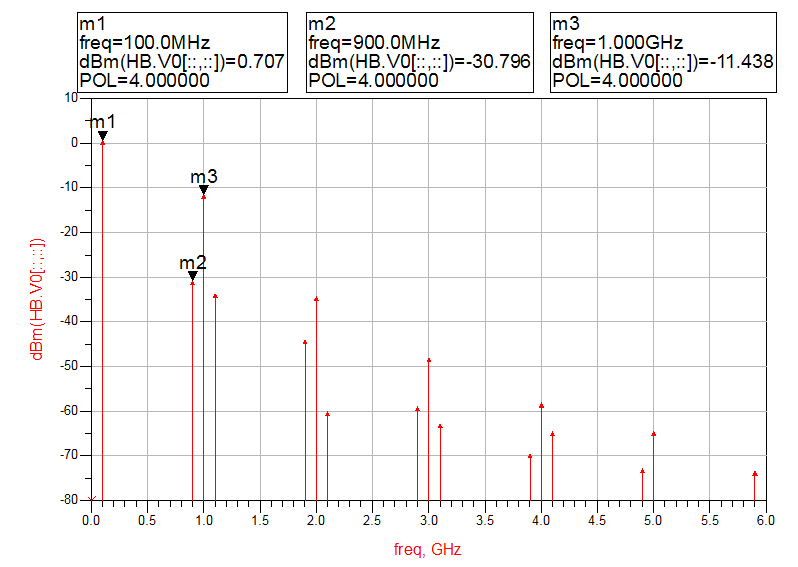 m1
freq=100.0MHz
dBm(HB.V0[::,::])=0.707
POL=4.000000
m2
freq=900.0MHz
dBm(HB.V0[::,::])=-30.796
POL=4.000000
m3
freq=1.000GHz
dBm(HB.V0[::,::])=-11.438
POL=4.000000
10
0
-10
-20
-30
-40
-50
-60
-70
-80
dBm(HB.V0[::,::])
m1
m3
m2
0.0 0.5 1.0 1.5 2.0 2.5 3.0 3.5 4.0 4.5 5.0 5.5 6.0
freq, GHz